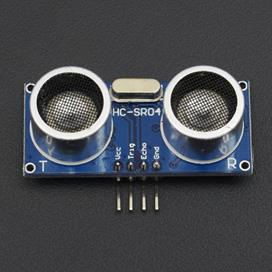 HC-SR04
T
Vcc
Trig
Echo
Gnd
R